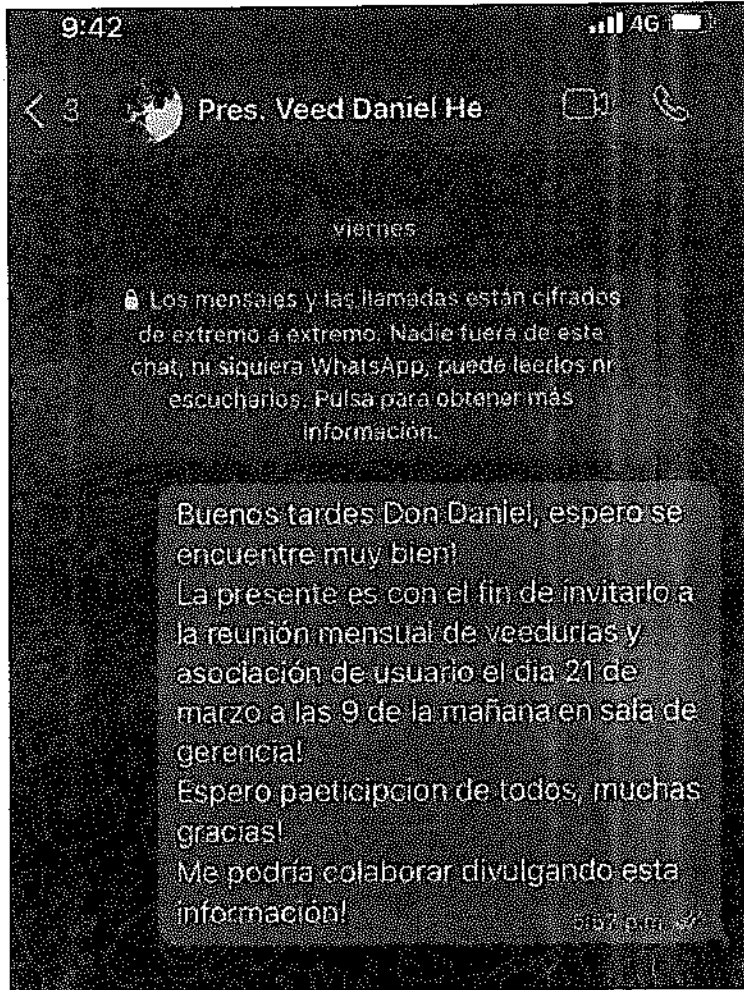 9:42
4G
3 Pres. Veed Daniel He
viernes
Los mensajes y las llamadas están cifrados
de extremo a extremo. Nadie fuera de este
chat, ni siquiera WhatsApp, puede leerlos ni
escucharlos. Pulsa para obtener más
información.
Buenos tardes Don Daniel, espero se
encuentre muy bien!
La presente es con el fin de invitarlo a
la reunión mensual de veedurías y
asociación de usuario el dia 21 de
marzo a las 9 de la mañana en sala de
gerencia!
Espero paeticipcion de todos, muchas
gracias!
Me podría colaborar divulgando esta
información!